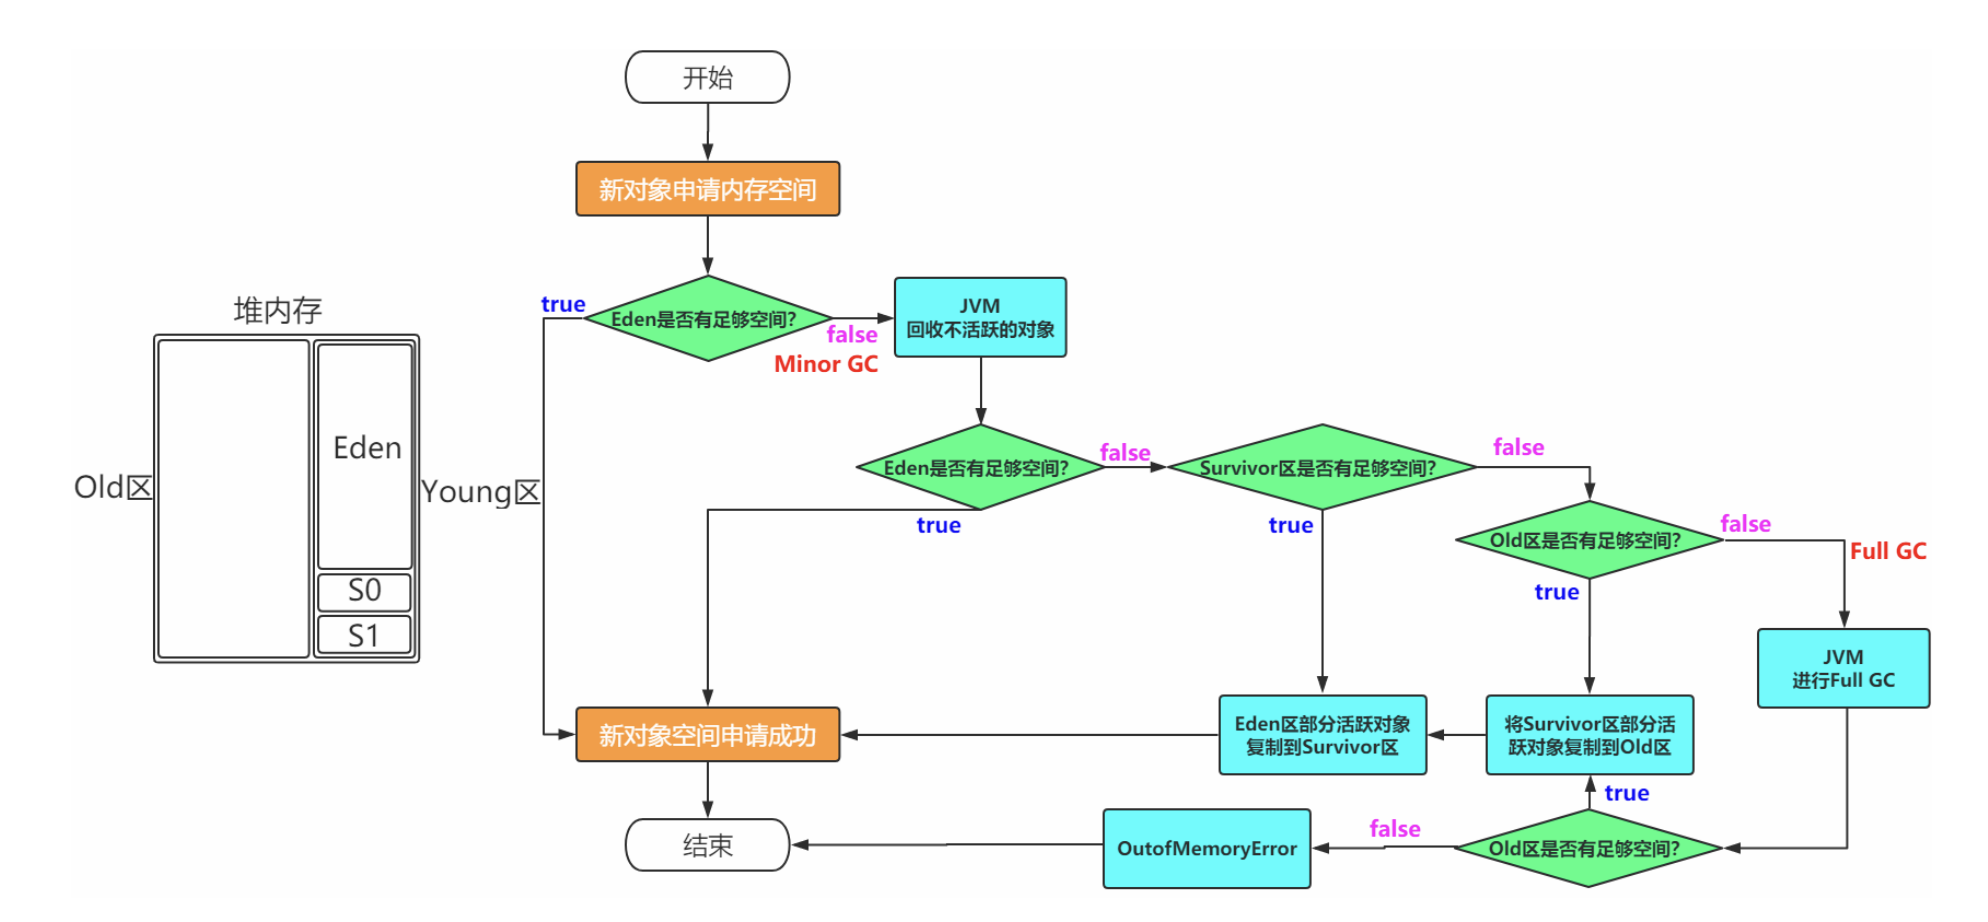 开始
新对象申请内存空间
true
Eden是否有足够空间?
false
Minor GC
JVM
回收不活跃的对象
堆内存
Old区
Eden
S0
S1
Young区
Eden是否有足够空间?
false
true
Survivor区是否有足够空间?
false
true
Old区是否有足够空间?
false
Full GC
true
JVM
进行Full GC
新对象空间申请成功
Eden区部分活跃对象
复制到Survivor区
将Survivor区部分活
跃对象复制到Old区
true
结束
OutofMemoryError
false
Old区是否有足够空间?